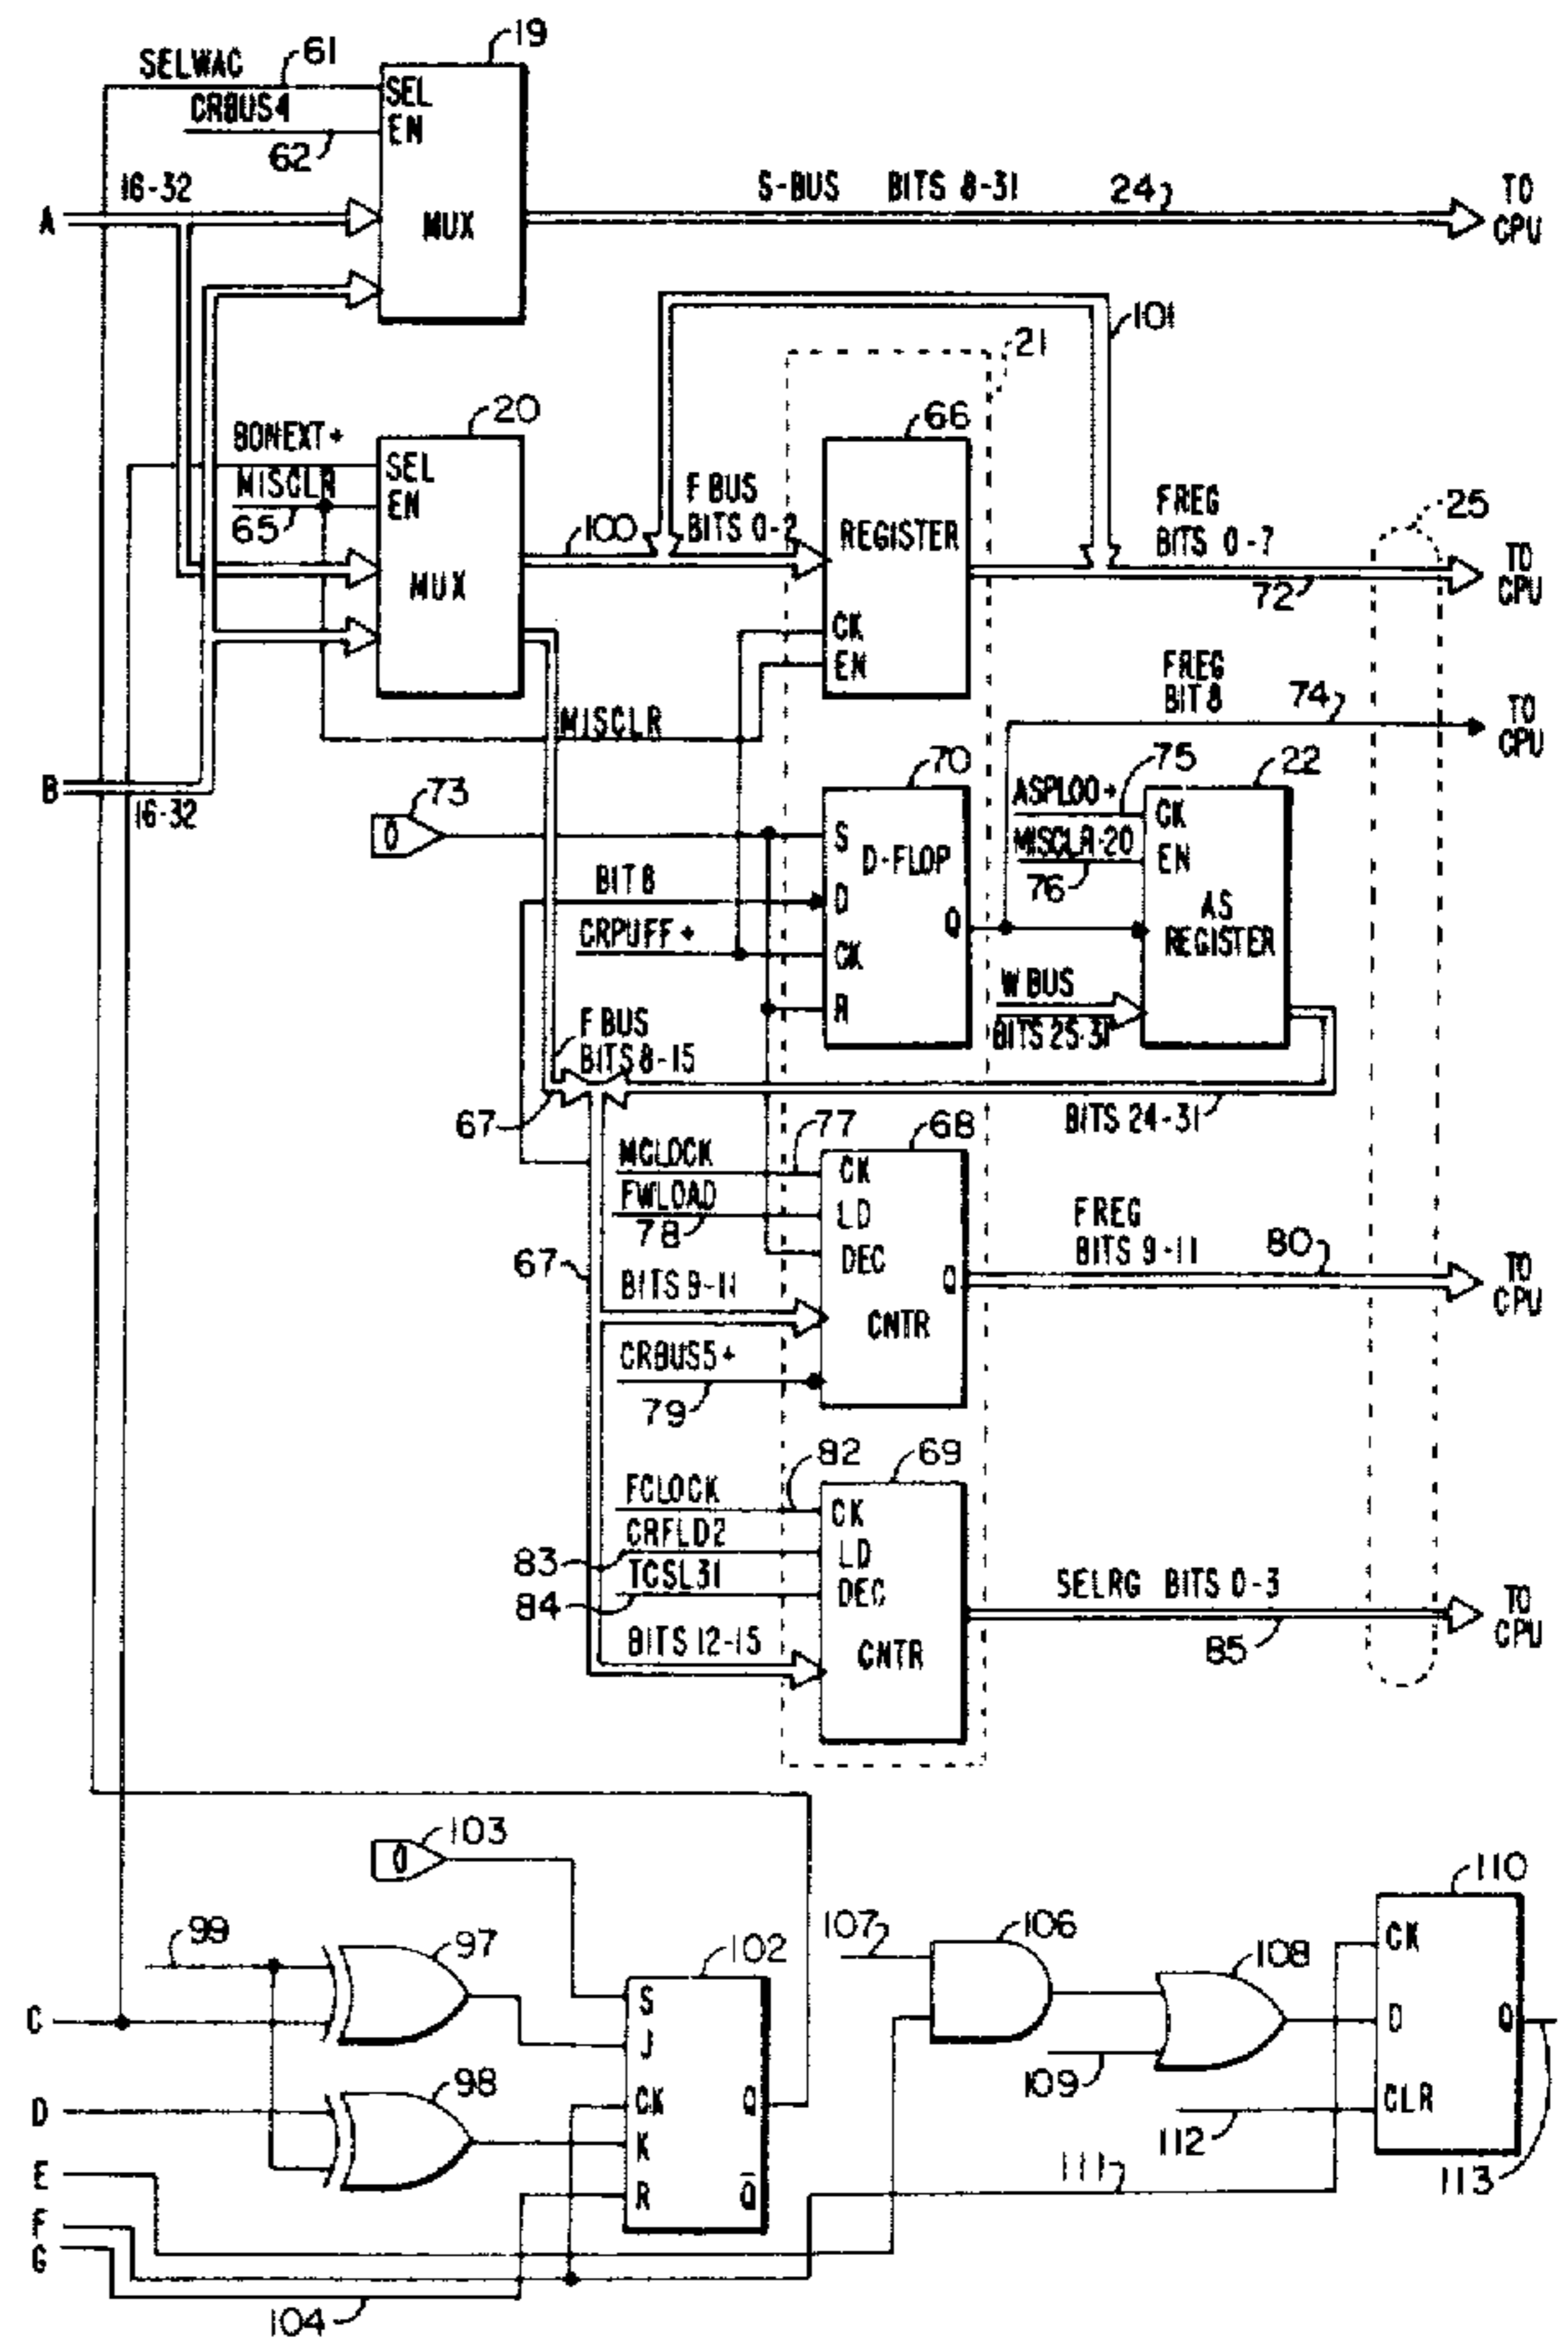 19
SELWAC 61
SEL
CRBUS4
EN
62
16-32
A
MUX
S-BUS BITS 8-31 24
TO CPU
101
21
20
BONEXT+
SEL
MISCLR
EN
65
MUX
100
F BUS
BITS 0-2
66
REGISTER
CK
EN
FREG
BITS 0-7
72
25
TO CPU
MISCLR
FREG
BIT 8
74
TO CPU
B
16-32
73
0
70
S
D-FLOP
BIT 8
D
Q
CRPUFF+
CK
R
ASPL00+
75
22
CK
MISCLR-20
EN
76
AS
REGISTER
W BUS
BITS 25-31
F BUS
BITS 8-15
67
BITS 24-31
MCLOCK
77
68
CK
FWLOAD
LD
78
DEC
67
BITS 9-11
Q
CNTR
CRBUS5+
79
FREG
BITS 9-11
80
TO CPU
82
69
FCLOCK
CK
CRFLD2
83
LD
TCSL31
84
DEC
BITS 12-15
CNTR
SELRG BITS 0-3
85
TO CPU
103
0
99
97
102
S
J
C
107
106
108
110
CK
D
Q
98
CK
Q
D
K
109
CLR
112
E
R
Q̅
111
113
F
G
104